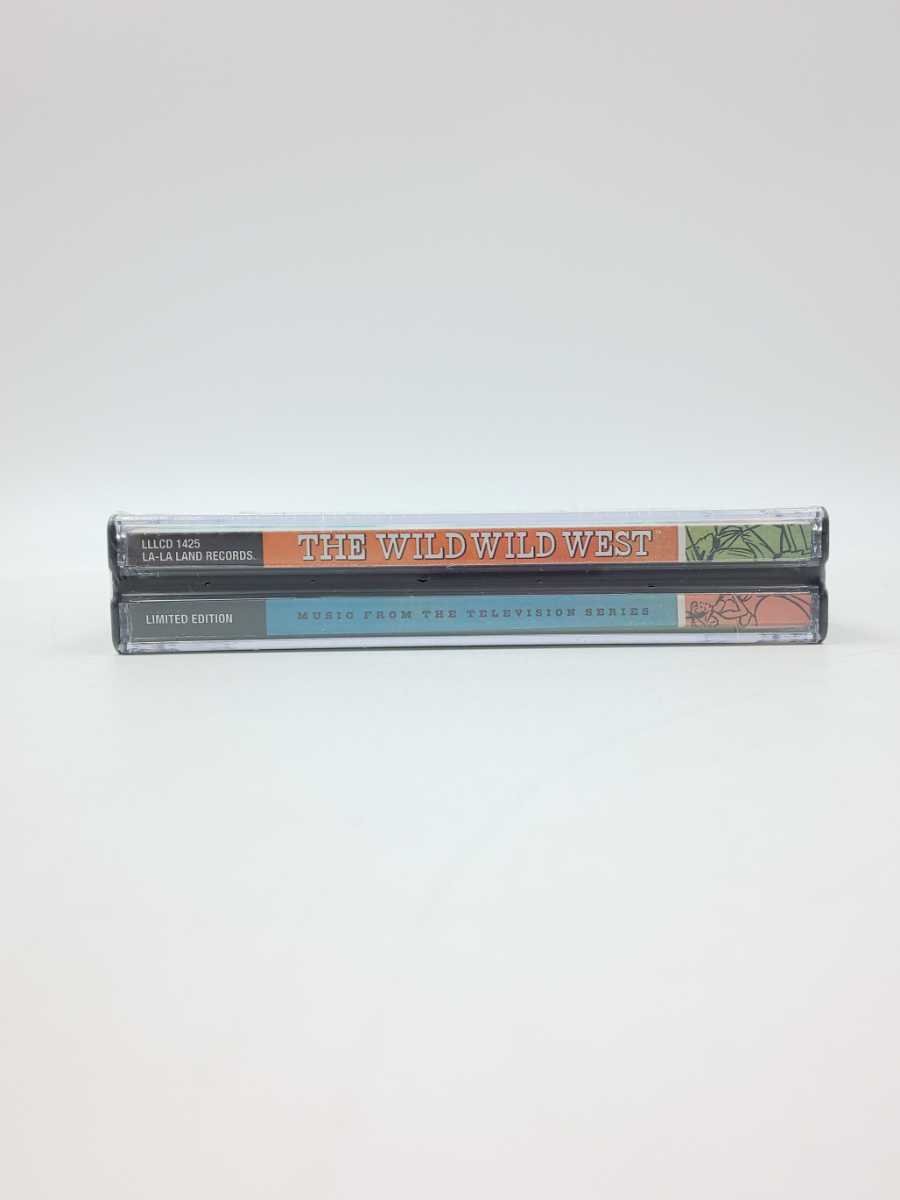 LLLCD 1425
LA-LA LAND RECORDS.
THE WILD WILD WEST
LIMITED EDITION
MUSIC FROM THE TELEVISION SERIES